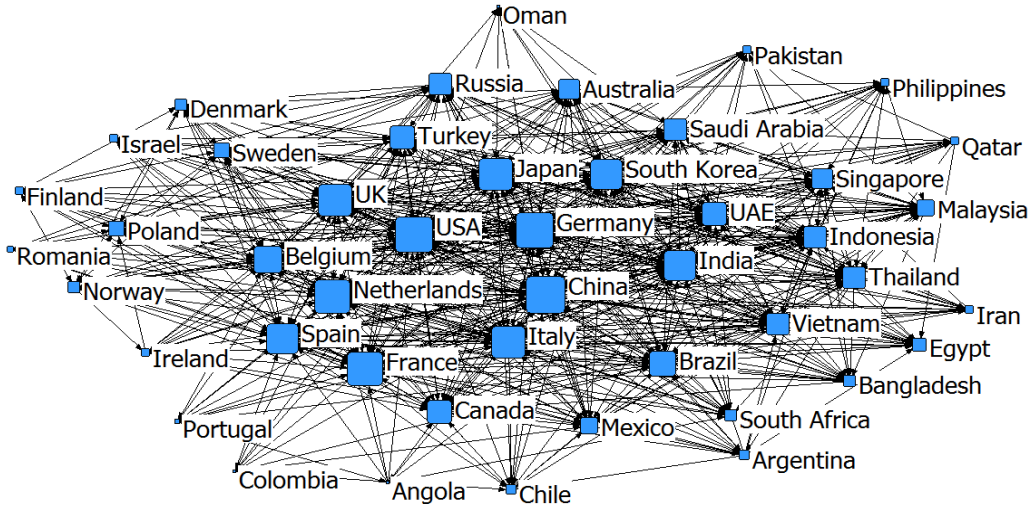 Oman
Pakistan
Russia
Australia
Philippines
Denmark
Turkey
Saudi Arabia
Israel
Sweden
Qatar
Japan
South Korea
Singapore
Finland
UK
Malaysia
Poland
USA
Germany
UAE
Indonesia
Romania
Belgium
India
Thailand
Norway
Netherlands
China
Iran
Spain
Italy
Vietnam
Egypt
Ireland
France
Brazil
Bangladesh
Canada
Mexico
South Africa
Portugal
Argentina
Colombia
Angola
Chile